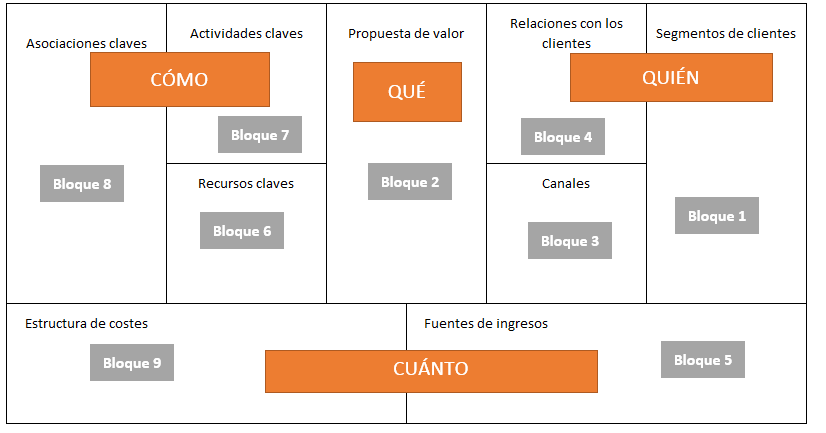 Asociaciones claves
Actividades claves
CÓMO
Bloque 7
Bloque 8
Recursos claves
Bloque 6
Propuesta de valor
QUÉ
Bloque 2
Relaciones con los
clientes
Segmentos de clientes
QUIÉN
Bloque 4
Canales
Bloque 3
Bloque 1
Estructura de costes
Bloque 9
CUÁNTO
Fuentes de ingresos
Bloque 5